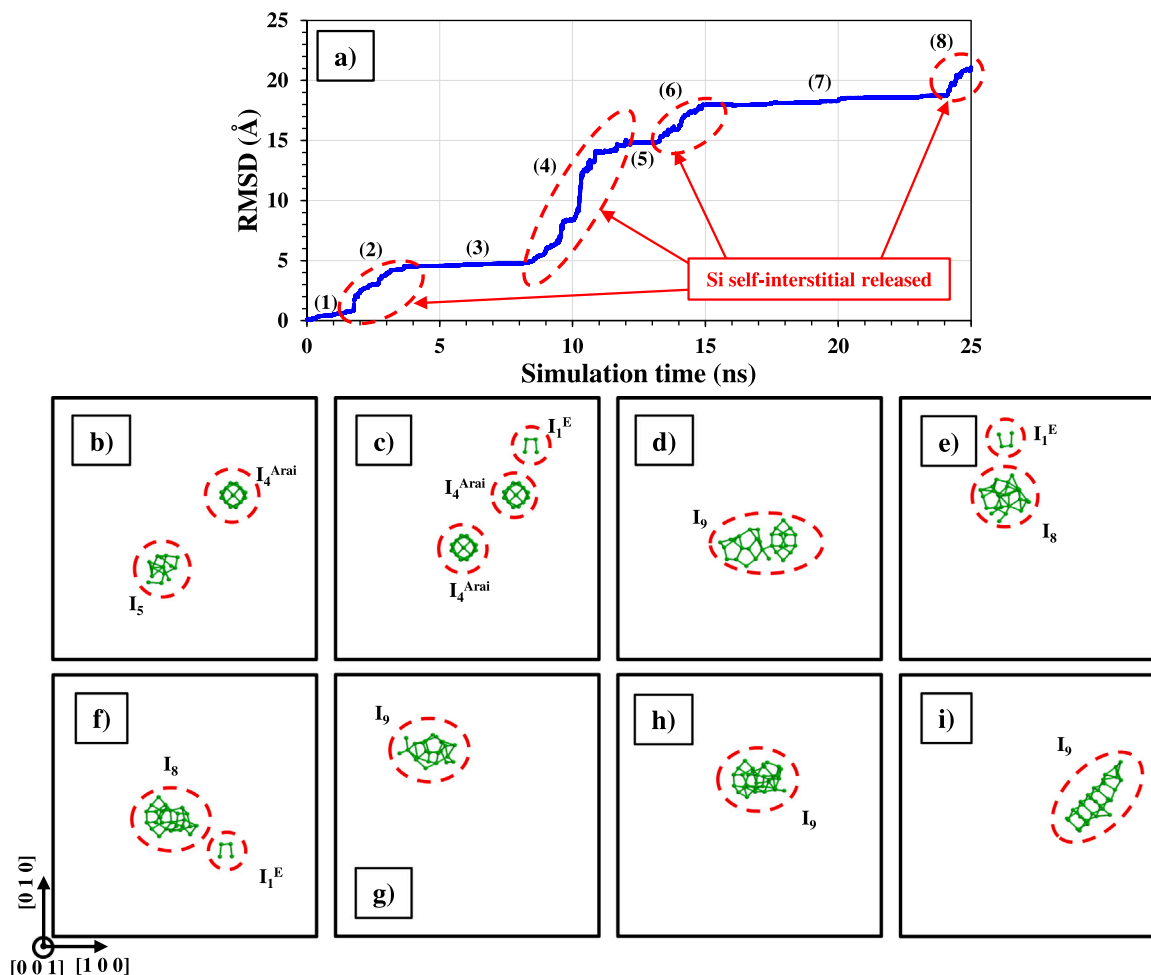 a)
25
20
15
10
5
0
RMSD (Å)
(1)
(2)
(3)
(4)
(5)
(6)
(7)
(8)
Si self-interstitial released
0 5 10 15 20 25
Simulation time (ns)
b)
I₄ᴬʳᵃⁱ
I₅
c)
I₁ᴱ
I₄ᴬʳᵃⁱ
I₄ᴬʳᵃⁱ
d)
I₉
e)
I₁ᴱ
I₈
f)
I₈
I₁ᴱ
g)
I₉
h)
I₉
i)
I₉
[0 1 0]
[0 0 1] [1 0 0]